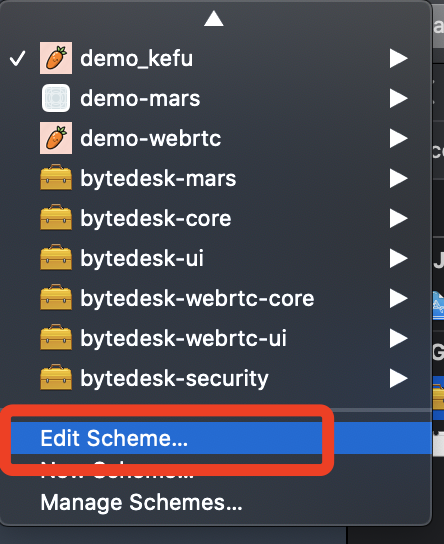 demo_kefu
demo-mars
demo-webrtc
bytedesk-mars
bytedesk-core
bytedesk-ui
bytedesk-webrtc-core
bytedesk-webrtc-ui
bytedesk-security
Edit Scheme...
New Scheme...
Manage Schemes...